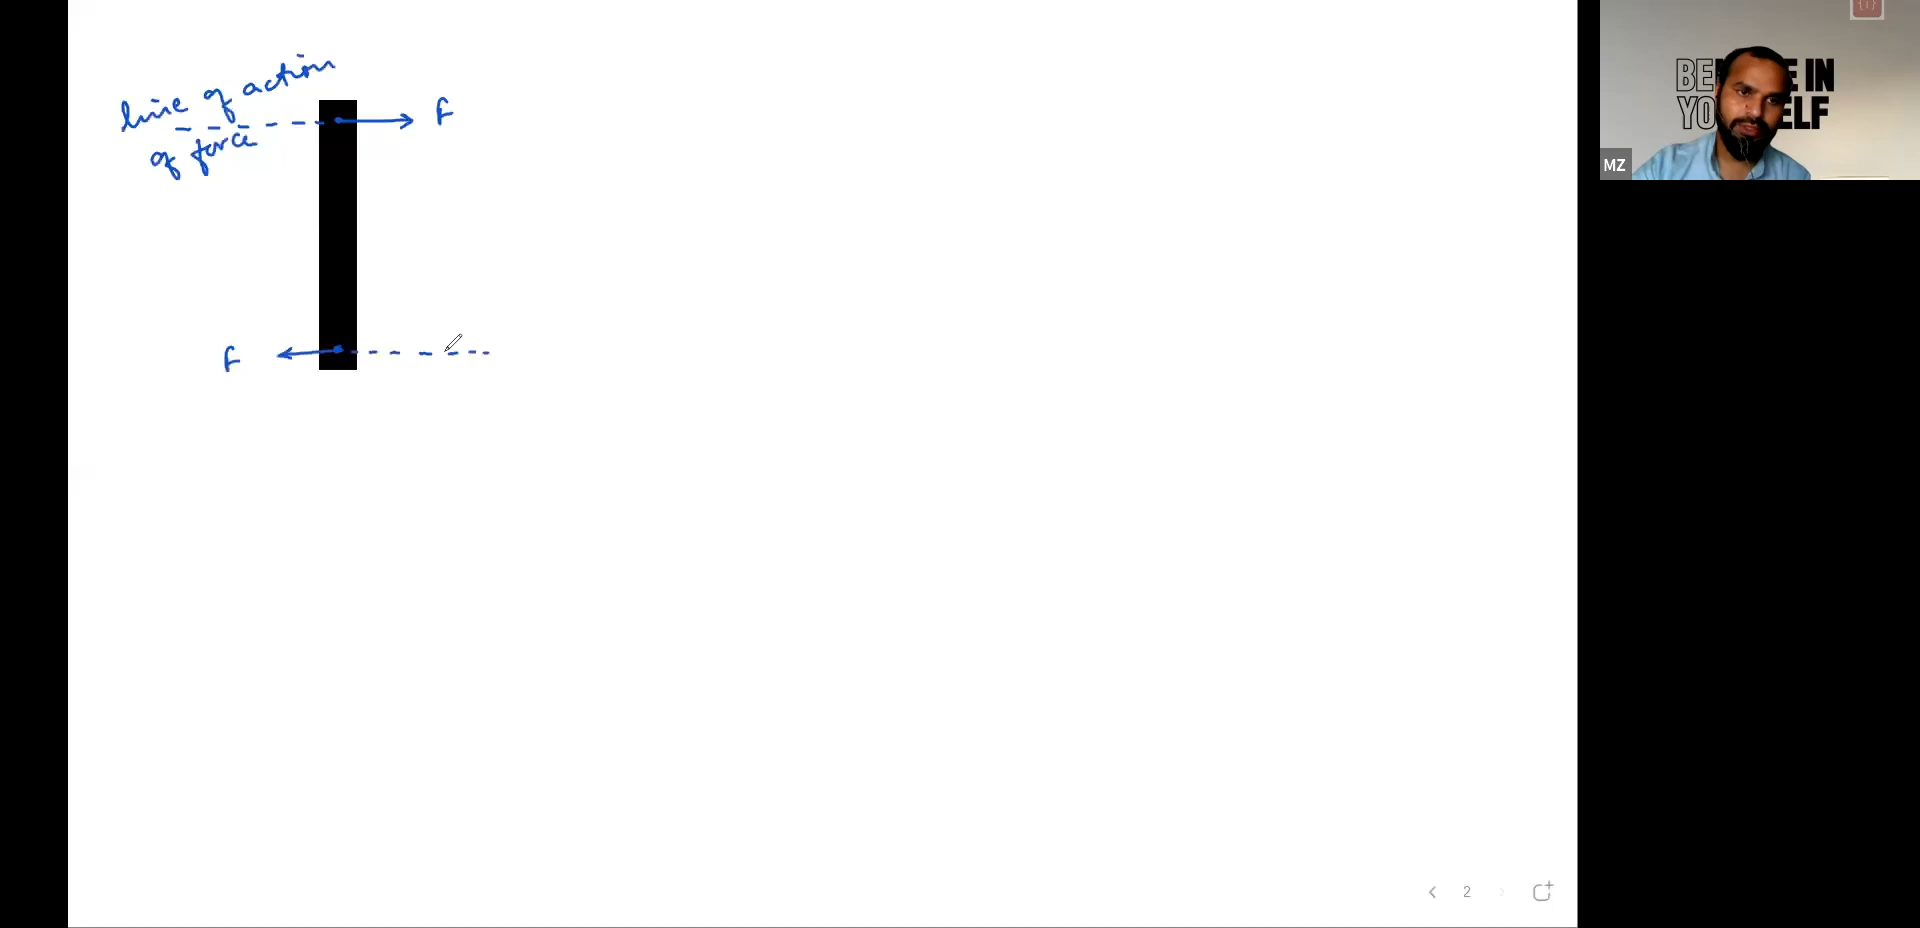 line of action
of force
F
F
2
BE
E IN
YO
ELF
MZ